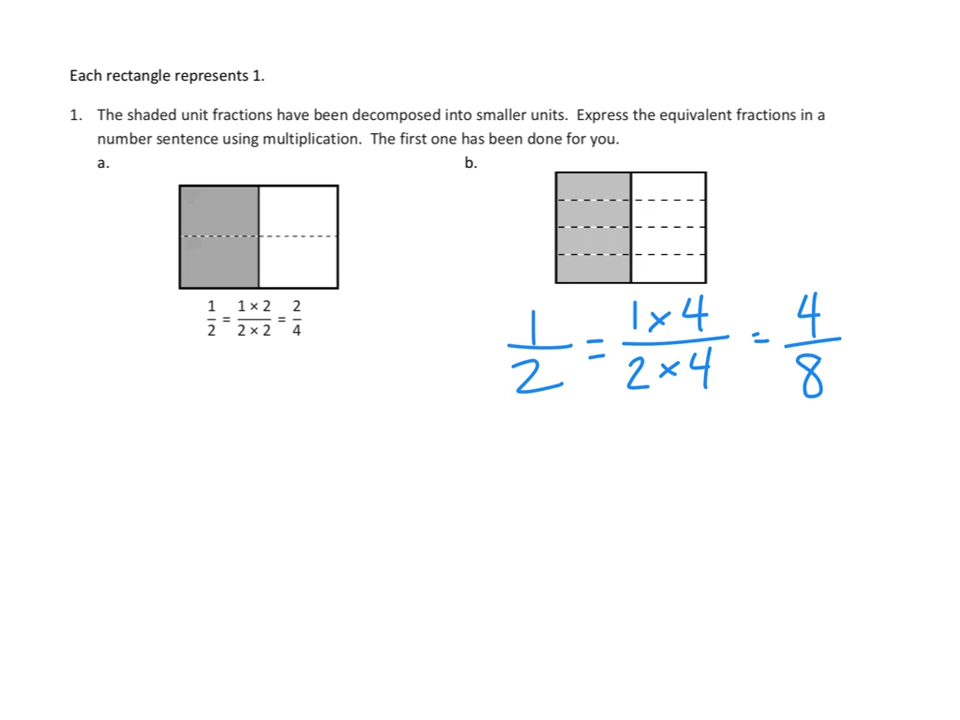 Each rectangle represents 1.
1. The shaded unit fractions have been decomposed into smaller units. Express the equivalent fractions in a
number sentence using multiplication. The first one has been done for you.
a. b.
1/2 = 1 × 2/2 × 2 = 2/4
1/2 = 1 × 4/2 × 4 = 4/8